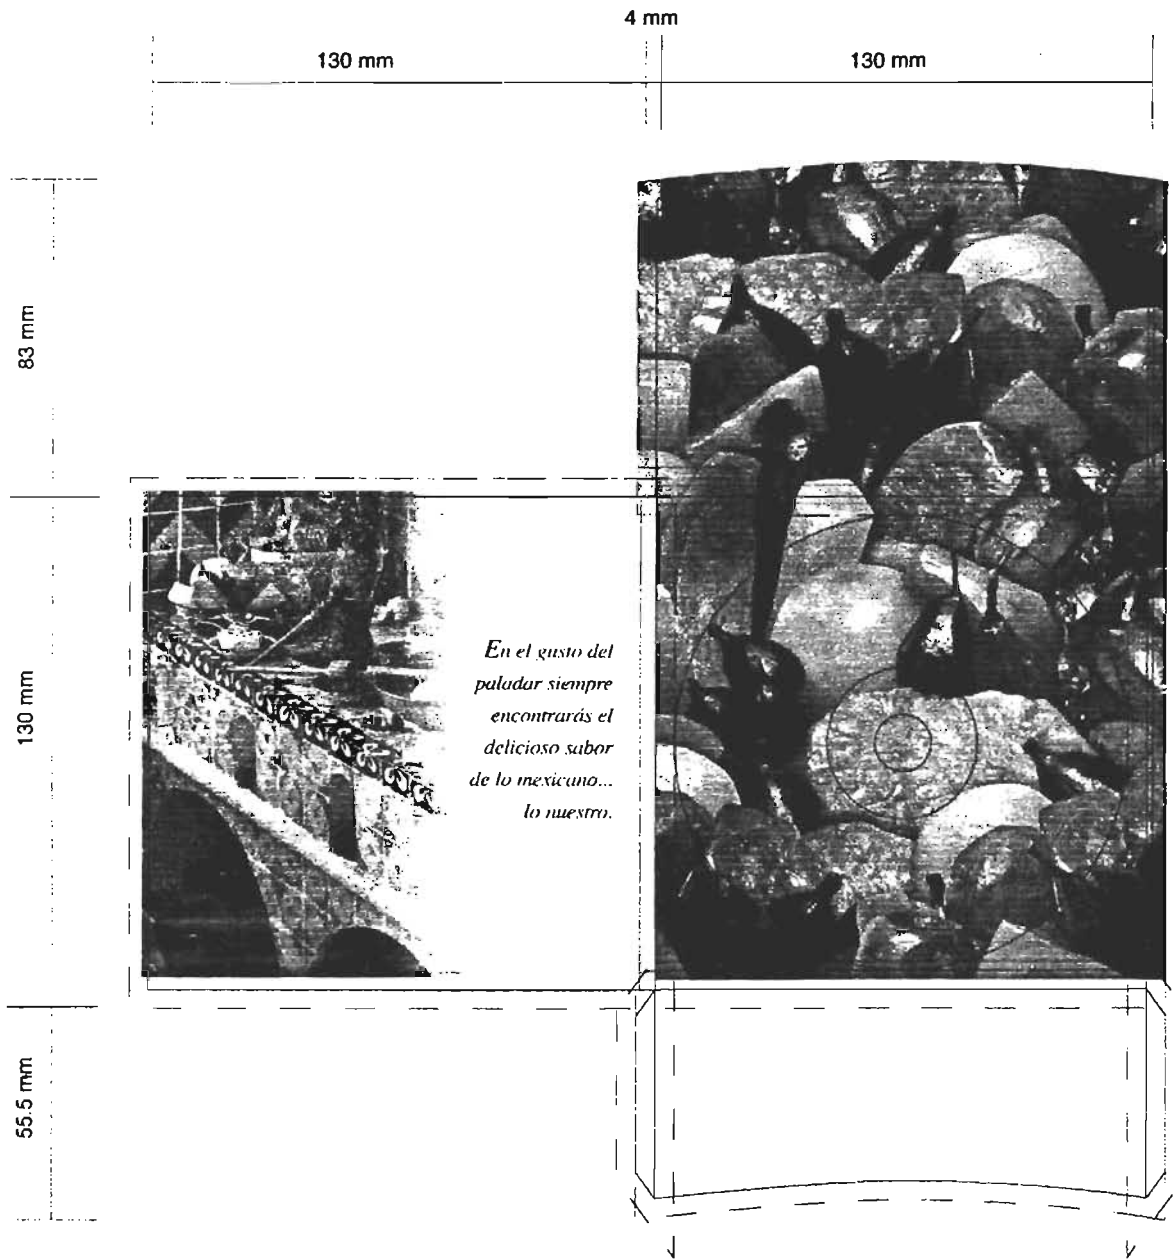 4 mm
130 mm
130 mm
83 mm
130 mm
55.5 mm
En el gusto del
paladar siempre
encontrarás el
delicioso sabor
de lo mexicano...
lo nuestro.